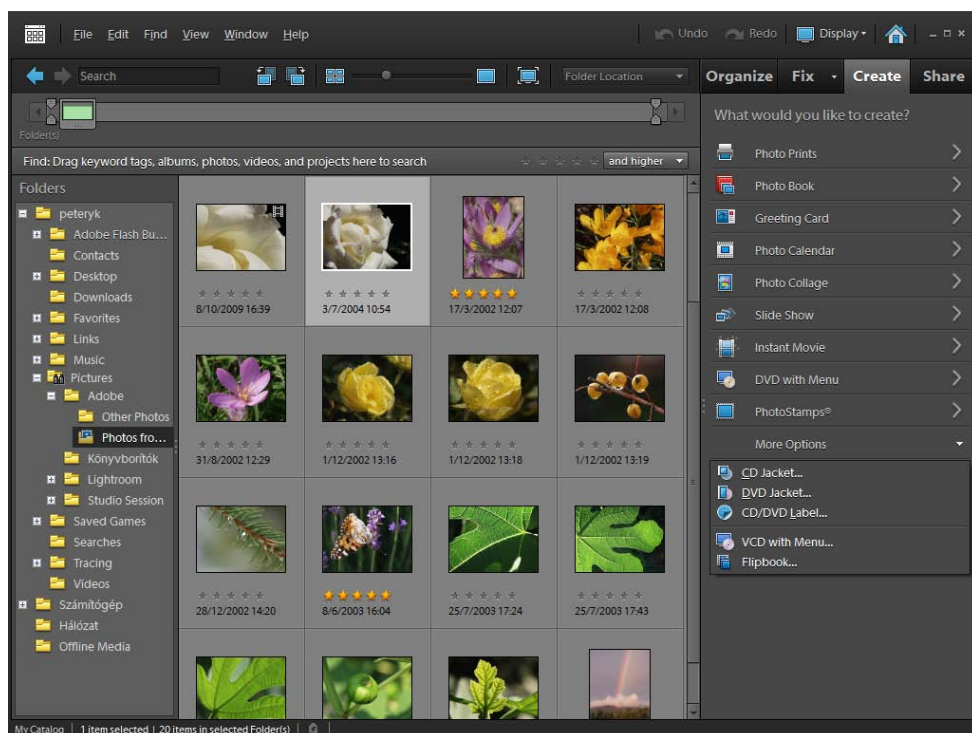 File Edit Find View Window Help
Undo Redo Display
Search
Folder Location
Organize Fix Create Share
Folder(s)
What would you like to create?
Find: Drag keyword tags, albums, photos, videos, and projects here to search
and higher
Folders
peteryk
Adobe Flash Bu...
Contacts
Desktop
Downloads
Favorites
Links
Music
Pictures
Adobe
Other Photos
Photos fro...
Könyvborítók
Lightroom
Studio Session
Saved Games
Searches
Tracing
Videos
Számítógép
Hálózat
Offline Media
8/10/2009 16:39
3/7/2004 10:54
17/3/2002 12:07
17/3/2002 12:08
31/8/2002 12:29
1/12/2002 13:16
1/12/2002 13:18
1/12/2002 13:19
28/12/2002 14:20
8/6/2003 16:04
25/7/2003 17:24
25/7/2003 17:43
Photo Prints
Photo Book
Greeting Card
Photo Calendar
Photo Collage
Slide Show
Instant Movie
DVD with Menu
PhotoStamps®
More Options
CD Jacket...
DVD Jacket...
CD/DVD Label...
VCD with Menu...
Flipbook...
My Catalog 1 item selected | 20 items in selected Folder(s)